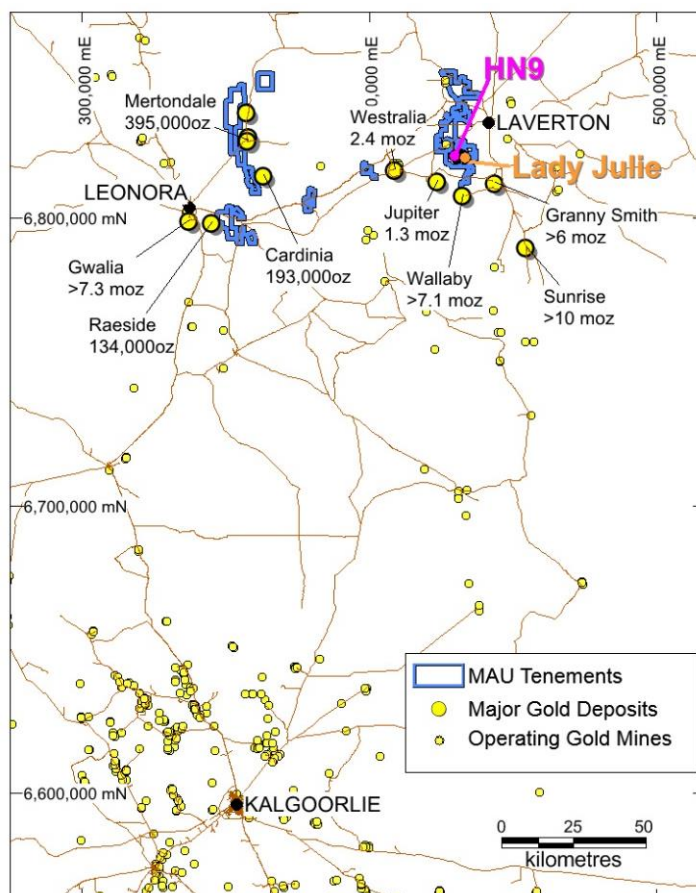 300,000 mE
0,000 mE
500,000 mE
HN9
Mertondale
395,000oz
Westralia
2.4 moz
LAVERTON
Lady Julie
LEONORA
6,800,000 mN
Jupiter
1.3 moz
Granny Smith
>6 moz
Gwalia
>7.3 moz
Cardinia
193,000oz
Wallaby
>7.1 moz
Sunrise
>10 moz
Raeside
134,000oz
6,700,000 mN
MAU Tenements
Major Gold Deposits
Operating Gold Mines
6,600,000 mN
KALGOORLIE
0 25 50
kilometres